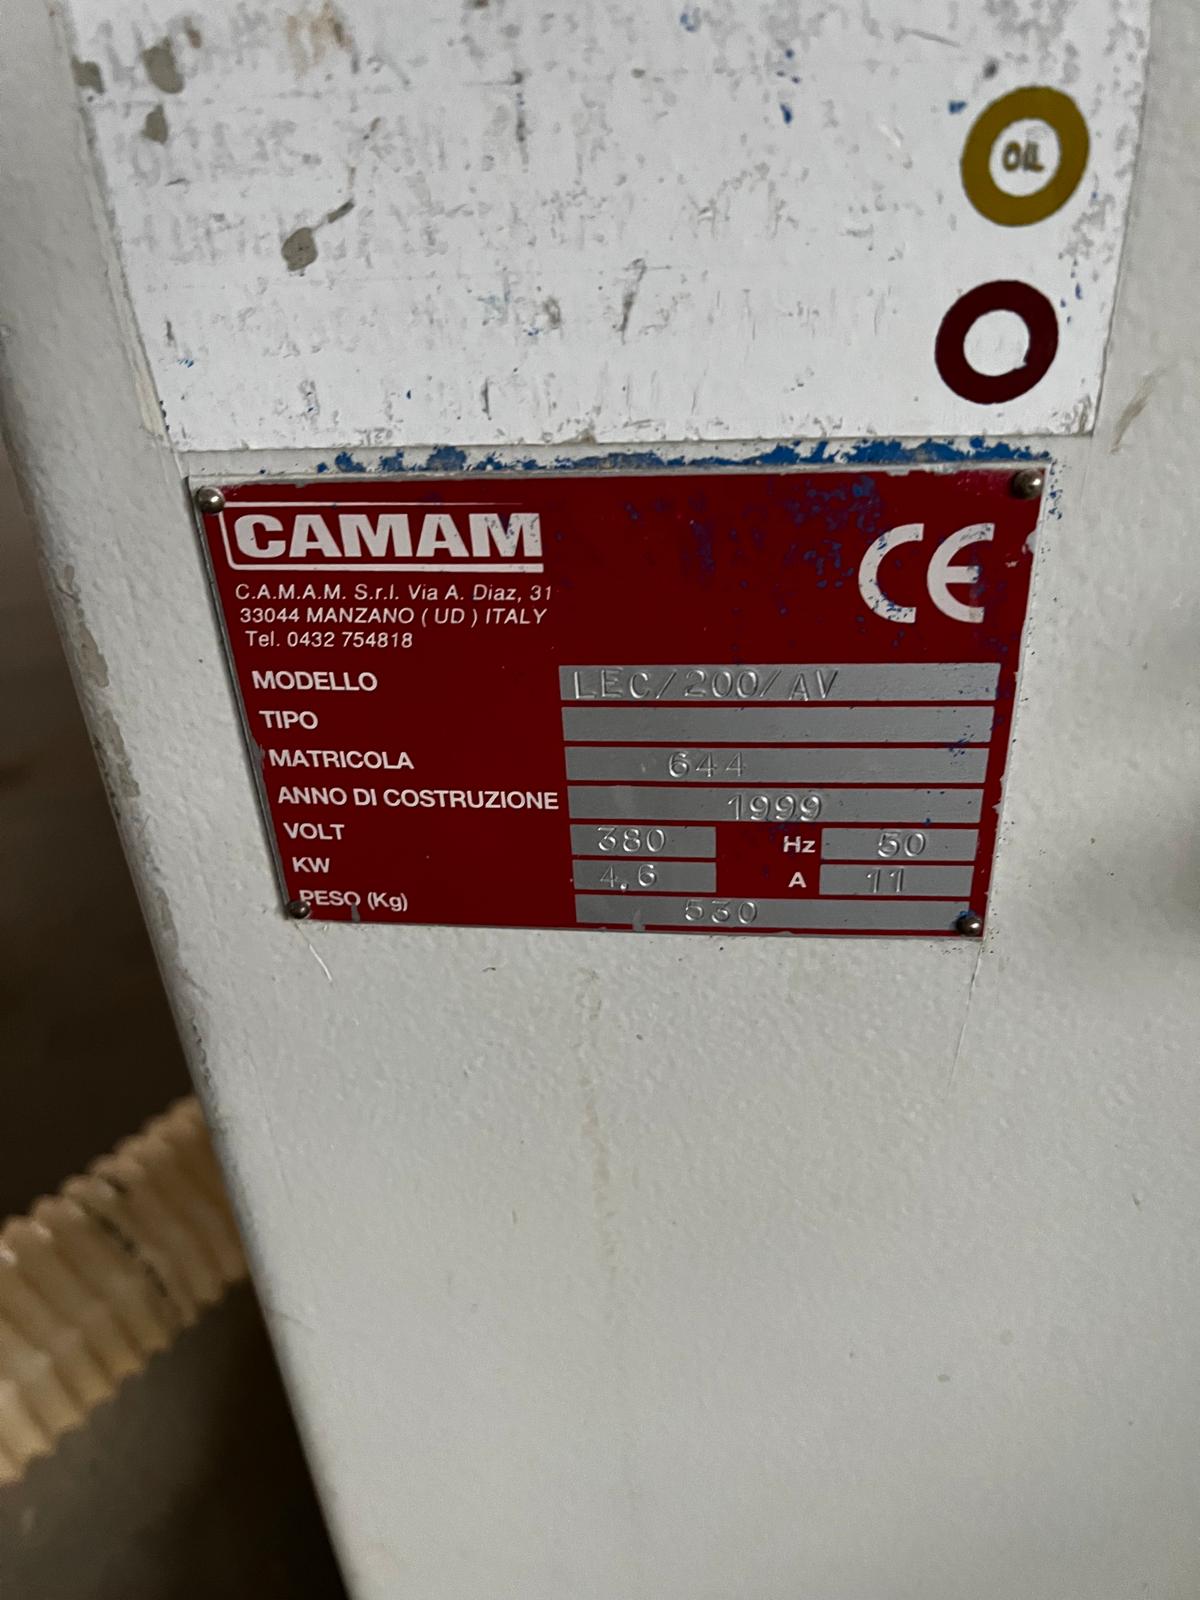 OIL
CAMAM
CE
C.A.M.A.M. S.r.l. Via A. Diaz, 31
33044 MANZANO ( UD ) ITALY
Tel. 0432 754818
MODELLO LEC/200/AV
TIPO
MATRICOLA 644
ANNO DI COSTRUZIONE 1999
VOLT 380 Hz 50
KW 4,6 A 11
PESO (Kg) 530